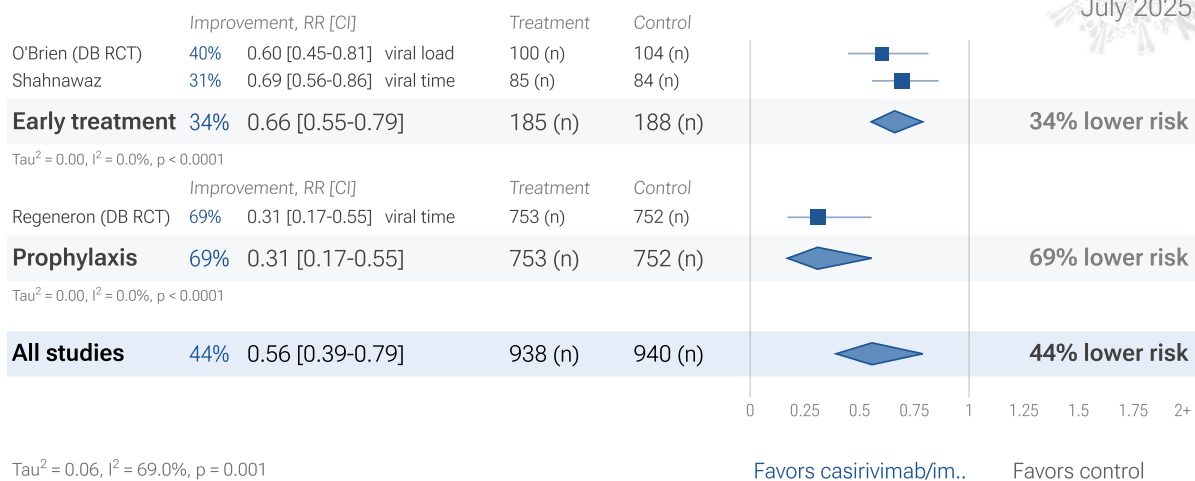 July 2025
Improvement, RR [CI] Treatment Control
O'Brien (DB RCT) 40% 0.60 [0.45-0.81] viral load 100 (n) 104 (n)
Shahnawaz 31% 0.69 [0.56-0.86] viral time 85 (n) 84 (n)
Early treatment 34% 0.66 [0.55-0.79] 185 (n) 188 (n) 34% lower risk
Tau² = 0.00, I² = 0.0%, p < 0.0001
Improvement, RR [CI] Treatment Control
Regeneron (DB RCT) 69% 0.31 [0.17-0.55] viral time 753 (n) 752 (n)
Prophylaxis 69% 0.31 [0.17-0.55] 753 (n) 752 (n) 69% lower risk
Tau² = 0.00, I² = 0.0%, p < 0.0001
All studies 44% 0.56 [0.39-0.79] 938 (n) 940 (n) 44% lower risk
0 0.25 0.5 0.75 1 1.25 1.5 1.75 2+
Tau² = 0.06, I² = 69.0%, p = 0.001 Favors casirivimab/im.. Favors control